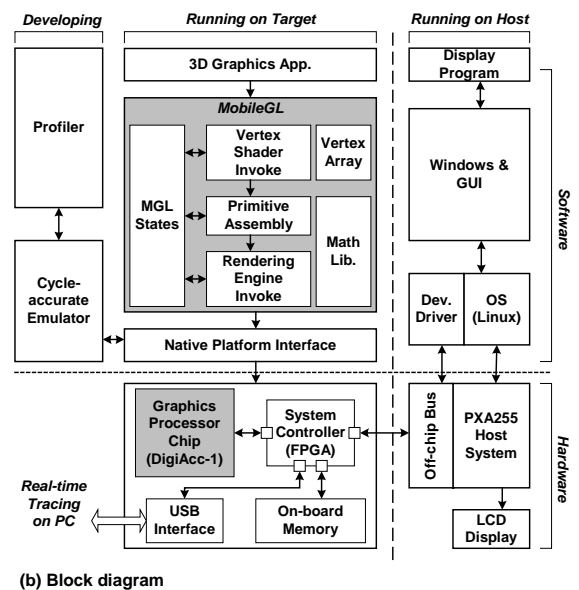 Developing
Running on Target
Running on Host
3D Graphics App.
Display
Program
Profiler
MobileGL
MGL
States
Vertex
Shader
Invoke
Vertex
Array
Primitive
Assembly
Rendering
Engine
Invoke
Math
Lib.
Windows &
GUI
Software
Cycle-
accurate
Emulator
Native Platform Interface
Dev.
Driver
OS
(Linux)
Graphics
Processor
Chip
(DigiAcc-1)
System
Controller
(FPGA)
Off-chip Bus
PXA255
Host
System
Hardware
Real-time
Tracing
on PC
USB
Interface
On-board
Memory
LCD
Display
(b) Block diagram